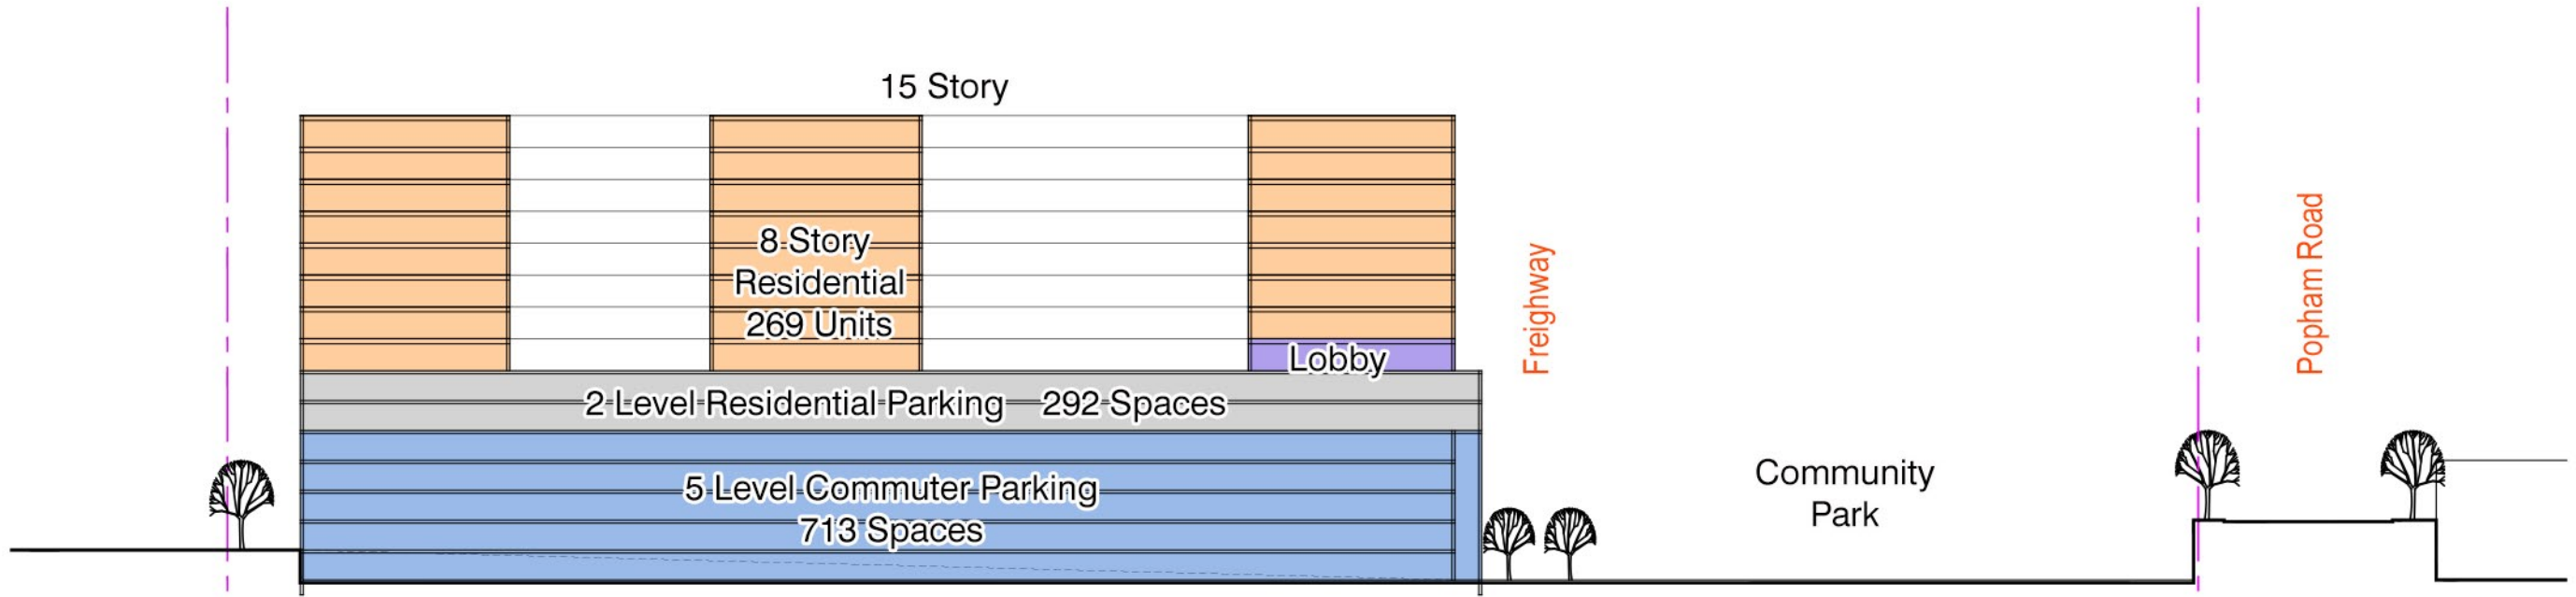 15 Story
8 Story
Residential
269 Units
Lobby
2 Level Residential Parking 292 Spaces
5 Level Commuter Parking
713 Spaces
Freighway
Community
Park
Popham Road